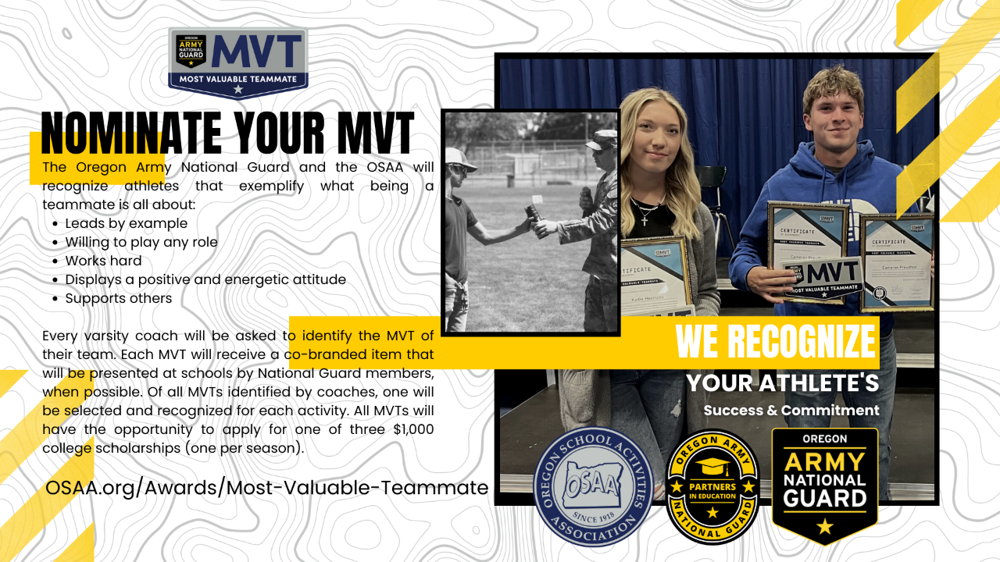 OREGON
ARMY
NATIONAL
GUARD
MVT
MOST VALUABLE TEAMMATE
NOMINATE YOUR MVT
The Oregon Army National Guard and the OSAA will
recognize athletes that exemplify what being a
teammate is all about:
• Leads by example
• Willing to play any role
• Works hard
• Displays a positive and energetic attitude
• Supports others
Every varsity coach will be asked to identify the MVT of
their team. Each MVT will receive a co-branded item that
will be presented at schools by National Guard members,
when possible. Of all MVTs identified by coaches, one will
be selected and recognized for each activity. All MVTs will
have the opportunity to apply for one of three $1,000
college scholarships (one per season).
OSAA.org/Awards/Most-Valuable-Teammate
MVT
CERTIFICATE
MVT
CERTIFICATE
MVT
MOST VALUABLE TEAMMATE
WE RECOGNIZE
YOUR ATHLETE'S
Success & Commitment
OREGON SCHOOL ACTIVITIES
OSAA
SINCE 1918
ASSOCIATION
OREGON ARMY
PARTNERS
IN EDUCATION
NATIONAL GUARD
OREGON
ARMY
NATIONAL
GUARD